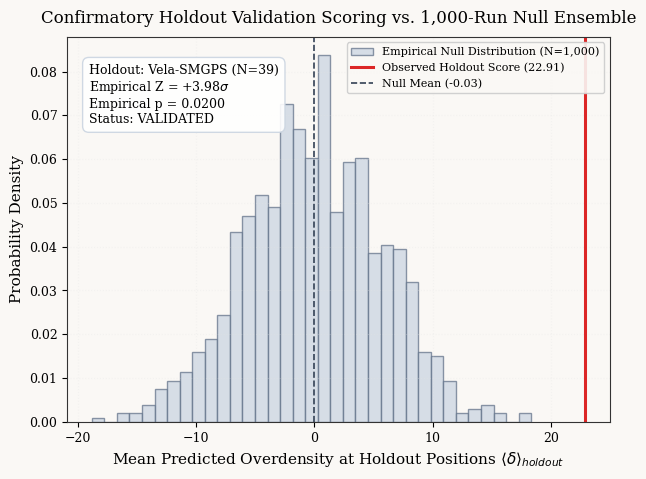 Confirmatory Holdout Validation Scoring vs. 1,000-Run Null Ensemble
Holdout: Vela-SMGPS (N=39)
Empirical Z = +3.98σ
Empirical p = 0.0200
Status: VALIDATED
Empirical Null Distribution (N=1,000)
Observed Holdout Score (22.91)
Null Mean (-0.03)
Probability Density
0.08
0.07
0.06
0.05
0.04
0.03
0.02
0.01
0.00
−20
−10
0
10
20
Mean Predicted Overdensity at Holdout Positions ⟨δ⟩holdout